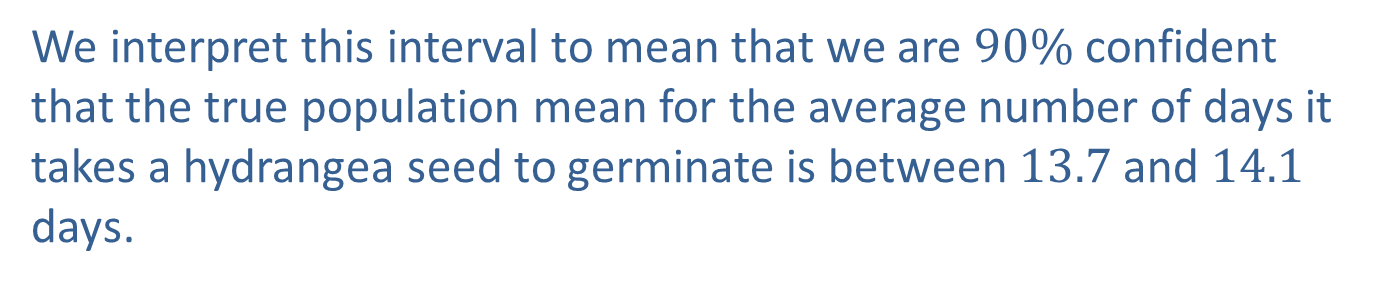 We interpret this interval to mean that we are 90% confident
that the true population mean for the average number of days it
takes a hydrangea seed to germinate is between 13.7 and 14.1
days.